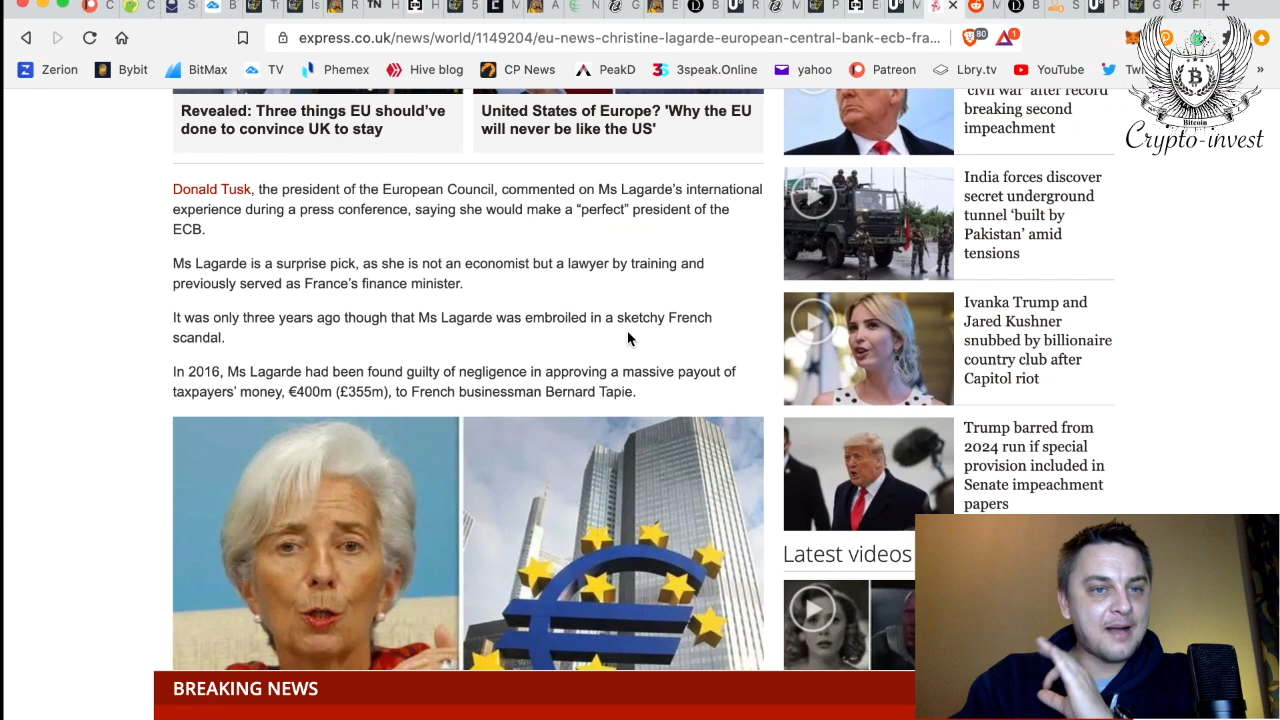 express.co.uk/news/world/1149204/eu-news-christine-lagarde-european-central-bank-ecb-fra...
80
1
Zerion
Bybit
BitMax
TV
Phemex
Hive blog
CP News
PeakD
3speak.Online
yahoo
Patreon
Lbry.tv
YouTube
»
Bitcoin
Crypto-invest
Revealed: Three things EU should've
done to convince UK to stay
United States of Europe? 'Why the EU
will never be like the US'
Donald Tusk, the president of the European Council, commented on Ms Lagarde's international
experience during a press conference, saying she would make a “perfect” president of the
ECB.
Ms Lagarde is a surprise pick, as she is not an economist but a lawyer by training and
previously served as France's finance minister.
It was only three years ago though that Ms Lagarde was embroiled in a sketchy French
scandal.
In 2016, Ms Lagarde had been found guilty of negligence in approving a massive payout of
taxpayers' money, €400m (£355m), to French businessman Bernard Tapie.
'civil war' after record
breaking second
impeachment
India forces discover
secret underground
tunnel 'built by
Pakistan' amid
tensions
Ivanka Trump and
Jared Kushner
snubbed by billionaire
country club after
Capitol riot
Trump barred from
2024 run if special
provision included in
Senate impeachment
papers
Latest videos
BREAKING NEWS